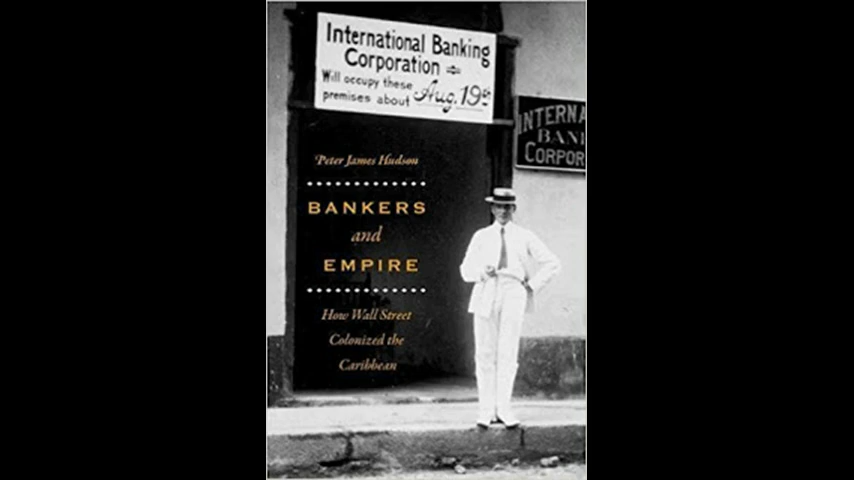 International Banking
Corporation
Will occupy these
premises about Aug. 19th
INTERNA
BANK
CORPOR
Peter James Hudson
BANKERS
and
EMPIRE
How Wall Street
Colonized the
Caribbean